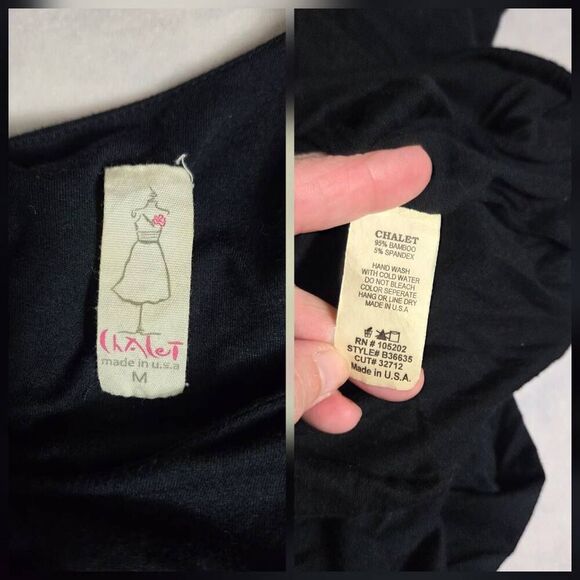 Chalet
made in u.s.a
M
CHALET
95% BAMBOO
5% SPANDEX
HAND WASH
WITH COLD WATER
DO NOT BLEACH
COLOR SEPERATE
HANG OR LINE DRY
MADE IN U.S.A
RN # 105202
STYLE# B36635
CUT# 32712
Made in U.S.A.